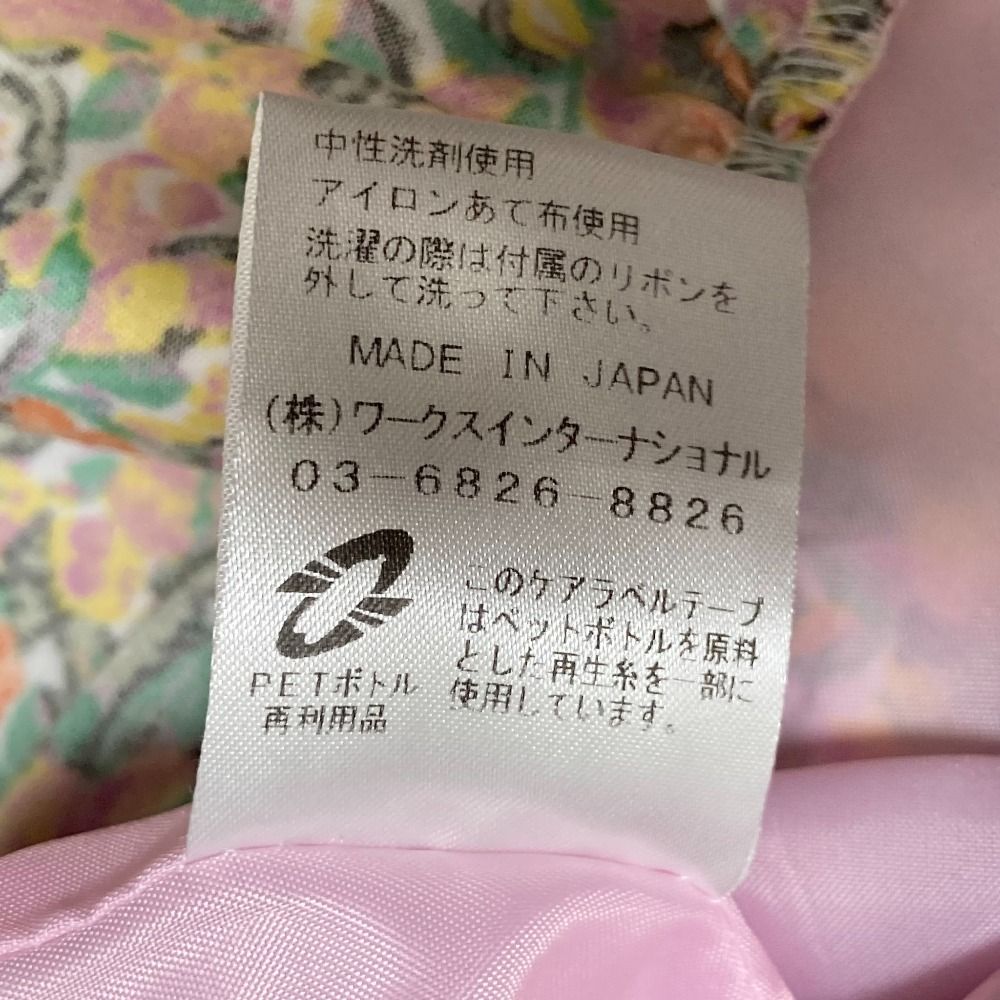 中性洗剤使用
アイロンあて布使用
洗濯の際は付属のリボンを
外して洗って下さい。
MADE IN JAPAN
(株)ワークスインターナショナル
03-6826-8826
PETボトル
再利用品
このケアラベルテープ
はペットボトルを原料
とした再生糸を一部に
使用しています。